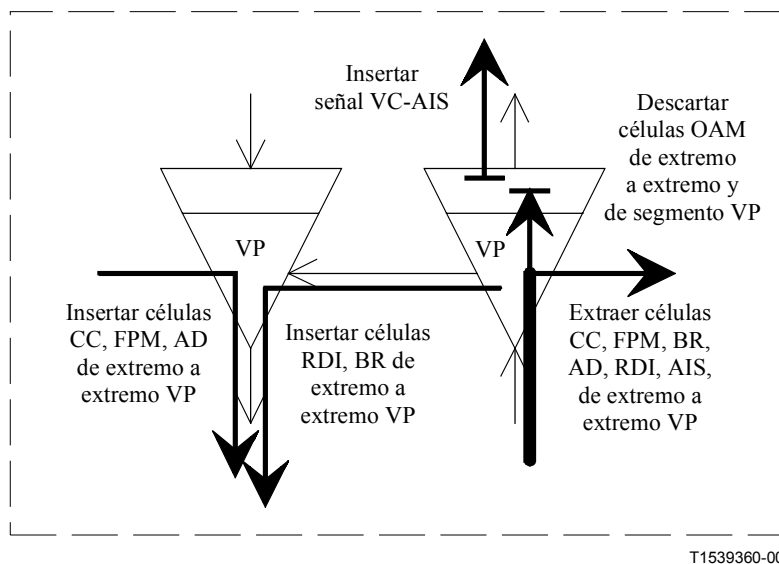 Insertar
señal VC-AIS
Descartar
células OAM
de extremo
a extremo y
de segmento VP
VP
VP
Insertar células
CC, FPM, AD
de extremo a
extremo VP
Insertar células
RDI, BR de
extremo a
extremo VP
Extraer células
CC, FPM, BR,
AD, RDI, AIS,
de extremo a
extremo VP
T1539360-00